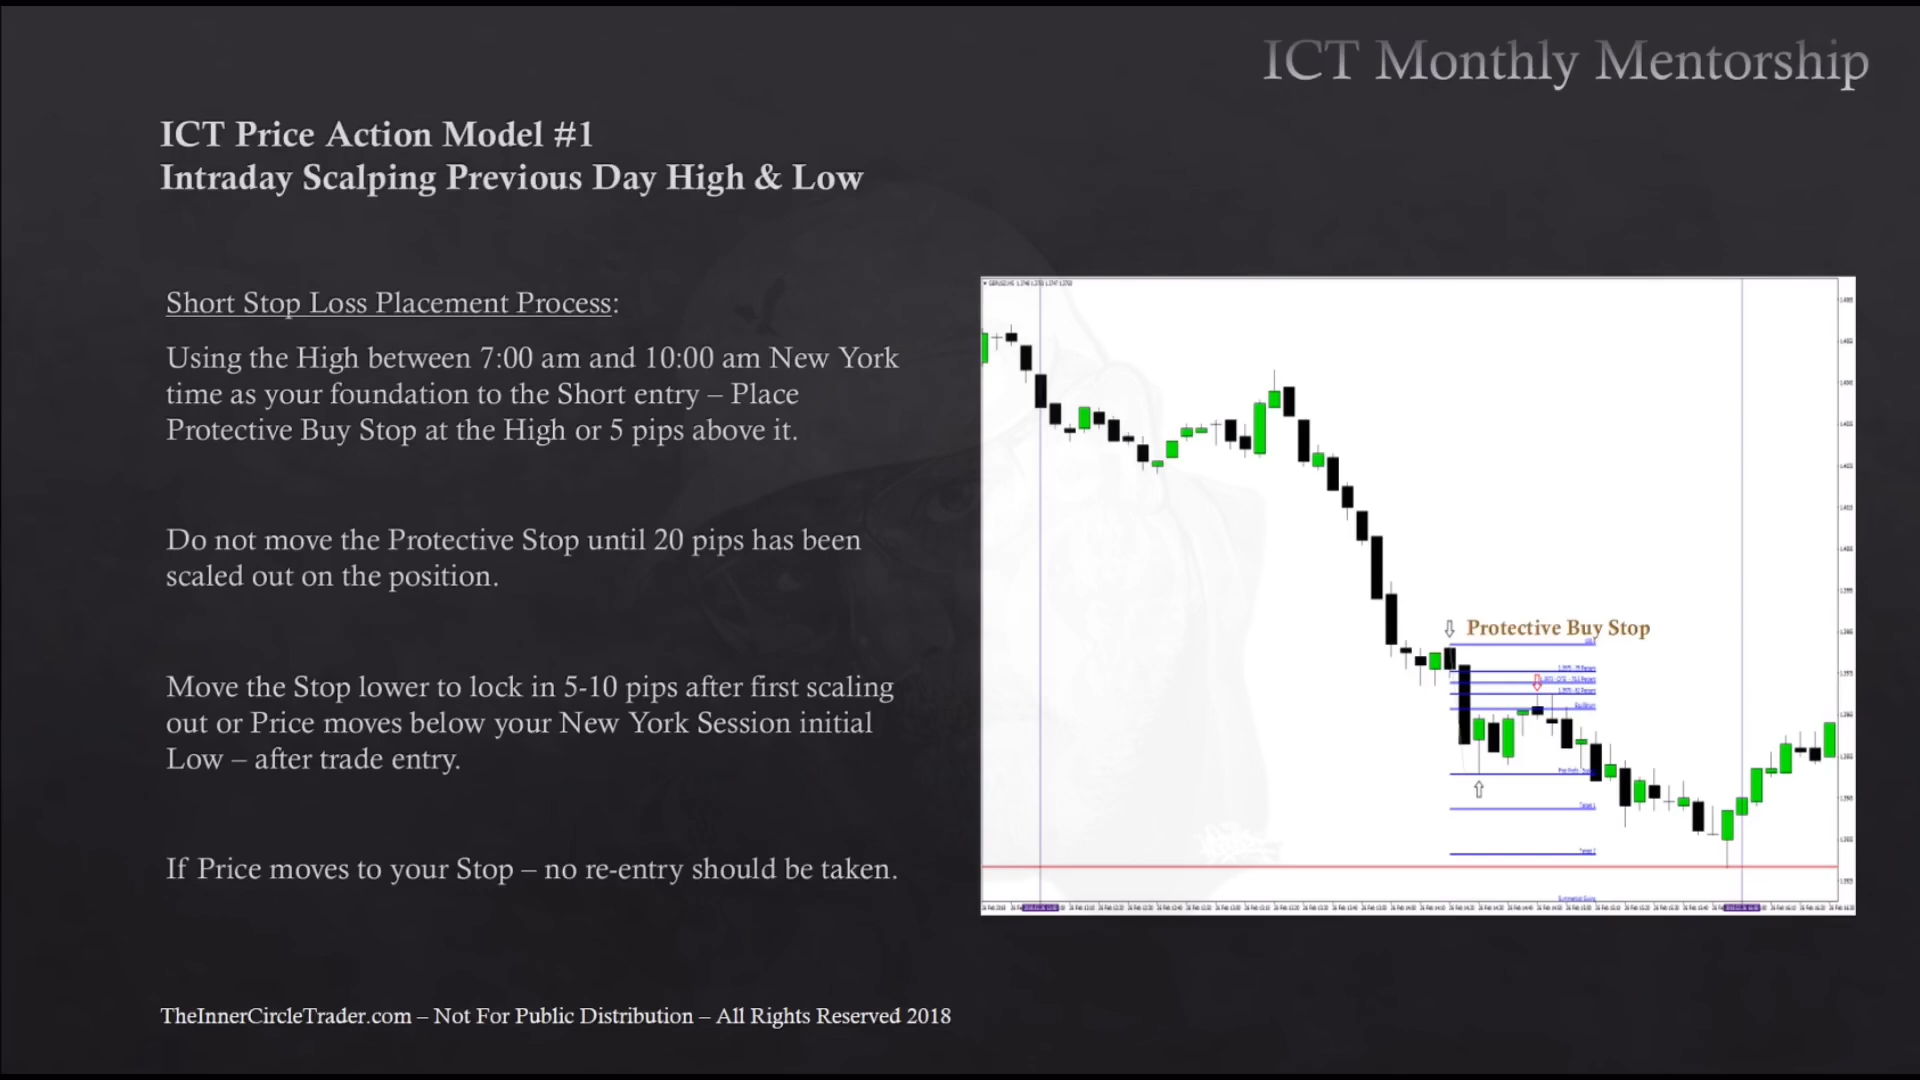 ICT Monthly Mentorship
ICT Price Action Model #1
Intraday Scalping Previous Day High & Low
Short Stop Loss Placement Process:
Using the High between 7:00 am and 10:00 am New York
time as your foundation to the Short entry – Place
Protective Buy Stop at the High or 5 pips above it.
Do not move the Protective Stop until 20 pips has been
scaled out on the position.
Move the Stop lower to lock in 5-10 pips after first scaling
out or Price moves below your New York Session initial
Low – after trade entry.
If Price moves to your Stop – no re-entry should be taken.
Protective Buy Stop
TheInnerCircleTrader.com – Not For Public Distribution – All Rights Reserved 2018